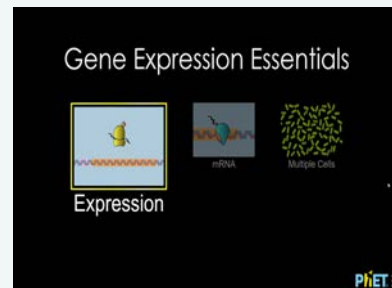 Gene Expression Essentials
Expression
mRNA
Multiple Cells
PhET